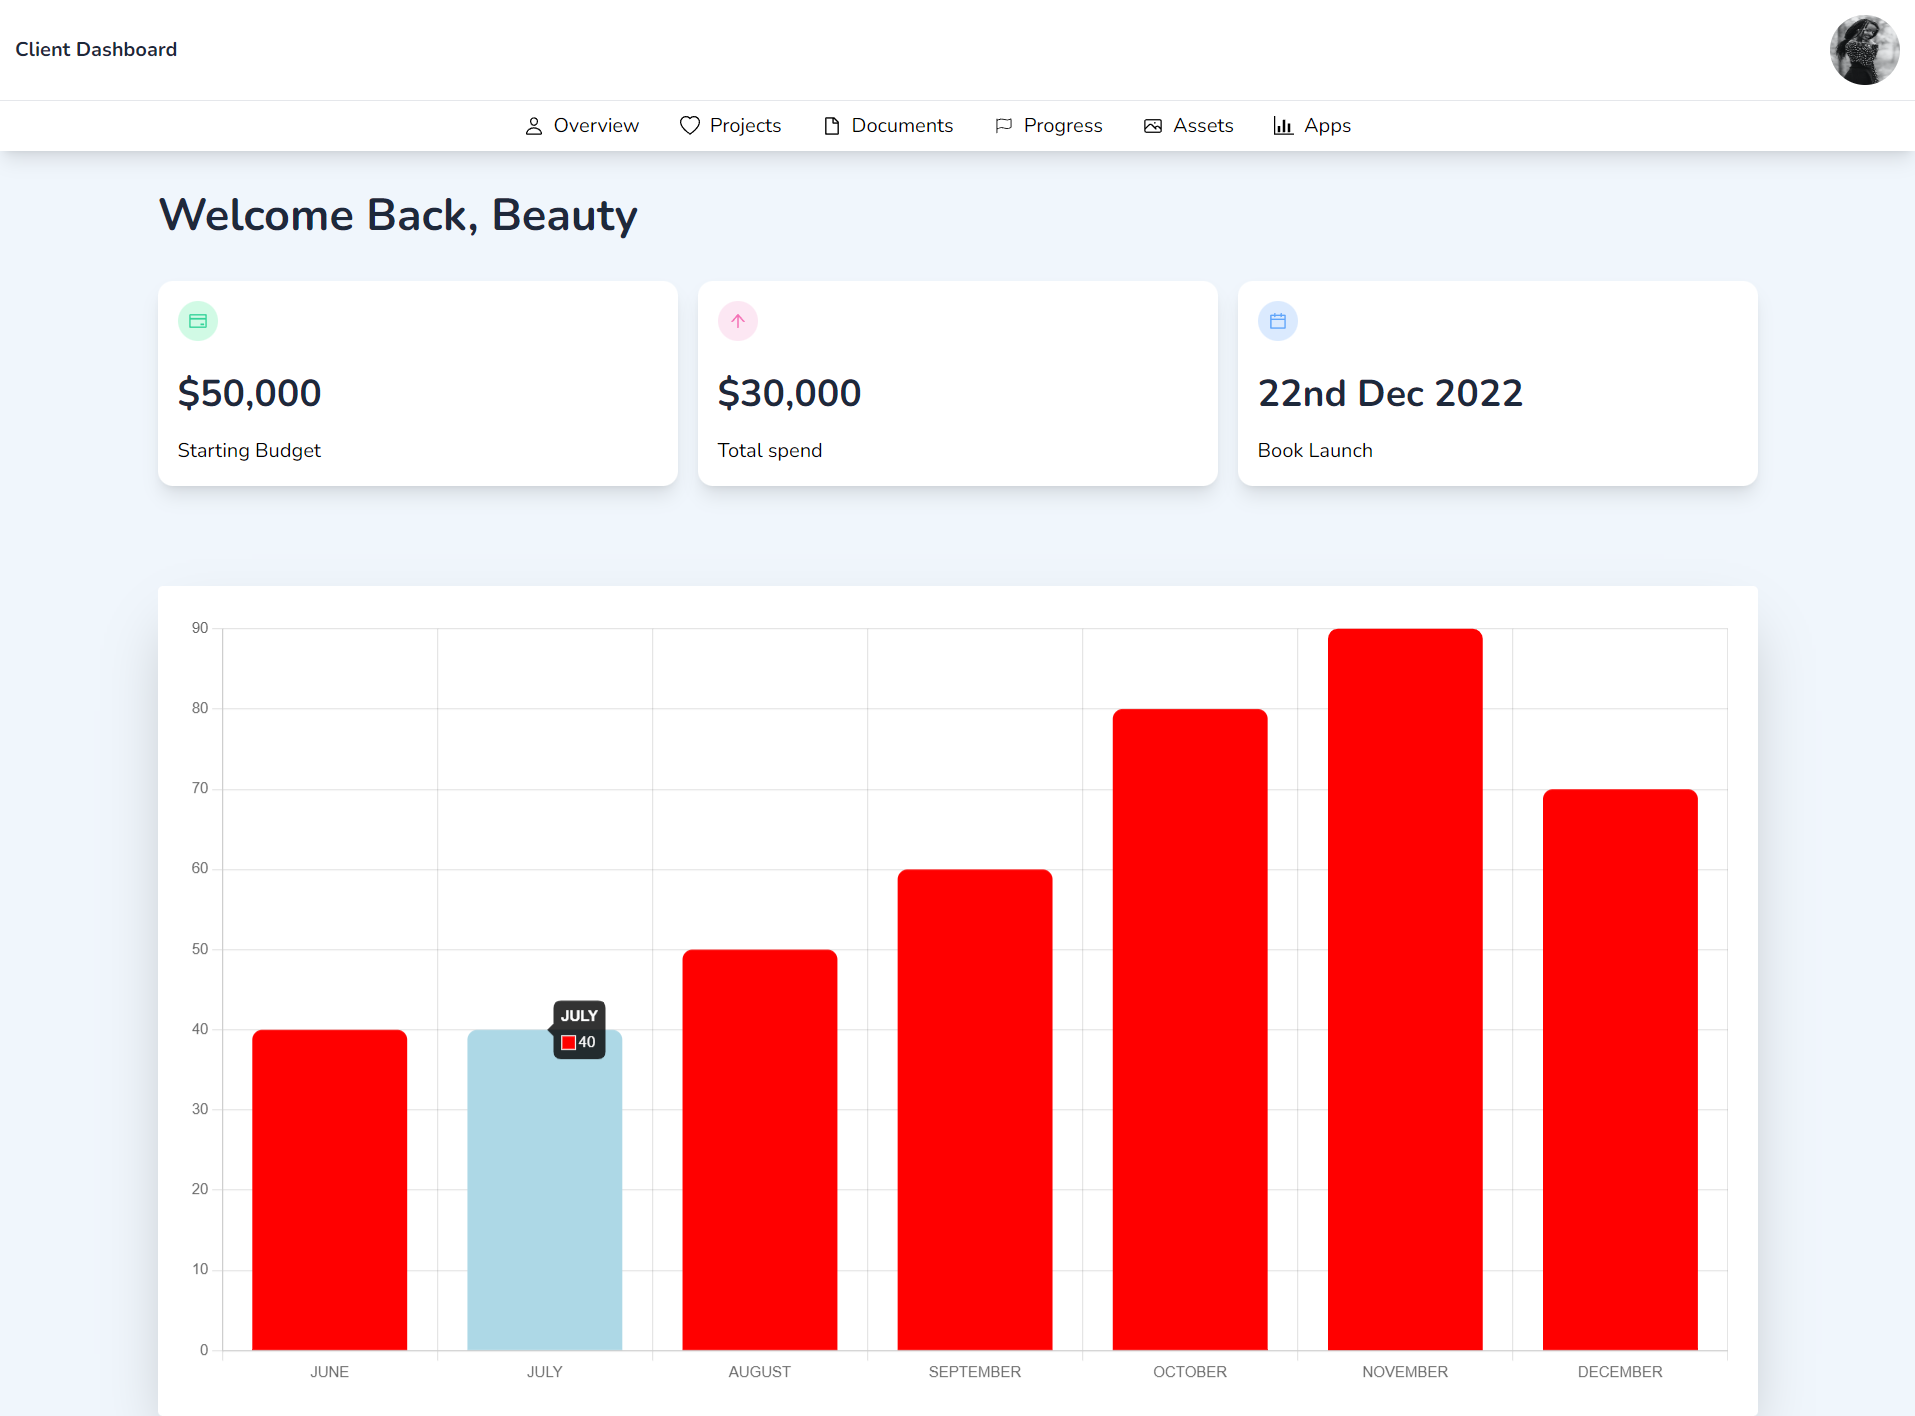 Client Dashboard
Overview Projects Documents Progress Assets Apps
Welcome Back, Beauty
$50,000
Starting Budget
$30,000
Total spend
22nd Dec 2022
Book Launch
90
80
70
60
50
40
30
20
10
0
JULY
40
JUNE JULY AUGUST SEPTEMBER OCTOBER NOVEMBER DECEMBER